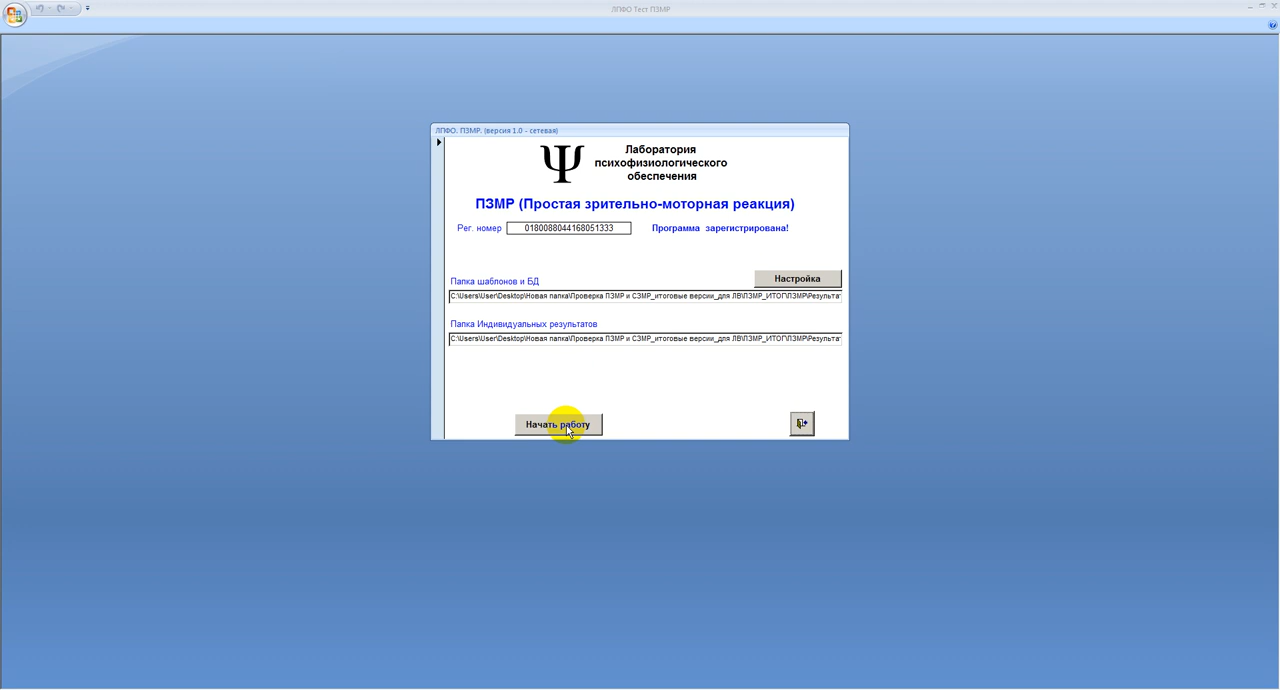 ЛПФО Тест ПЗМР
ЛПФО. ПЗМР. (версия 1.0 - сетевая)
Ψ
Лаборатория
психофизиологического
обеспечения
ПЗМР (Простая зрительно-моторная реакция)
Рег. номер 0180088044168051333 Программа зарегистрирована!
Настройка
Папка шаблонов и БД
C:\Users\User\Desktop\Новая папка\Проверка ПЗМР и СЗМР_итоговые версии_для ЛВ\ПЗМР_ИТОГ\ПЗМР\Результат
Папка Индивидуальных результатов
C:\Users\User\Desktop\Новая папка\Проверка ПЗМР и СЗМР_итоговые версии_для ЛВ\ПЗМР_ИТОГ\ПЗМР\Результат
Начать работу